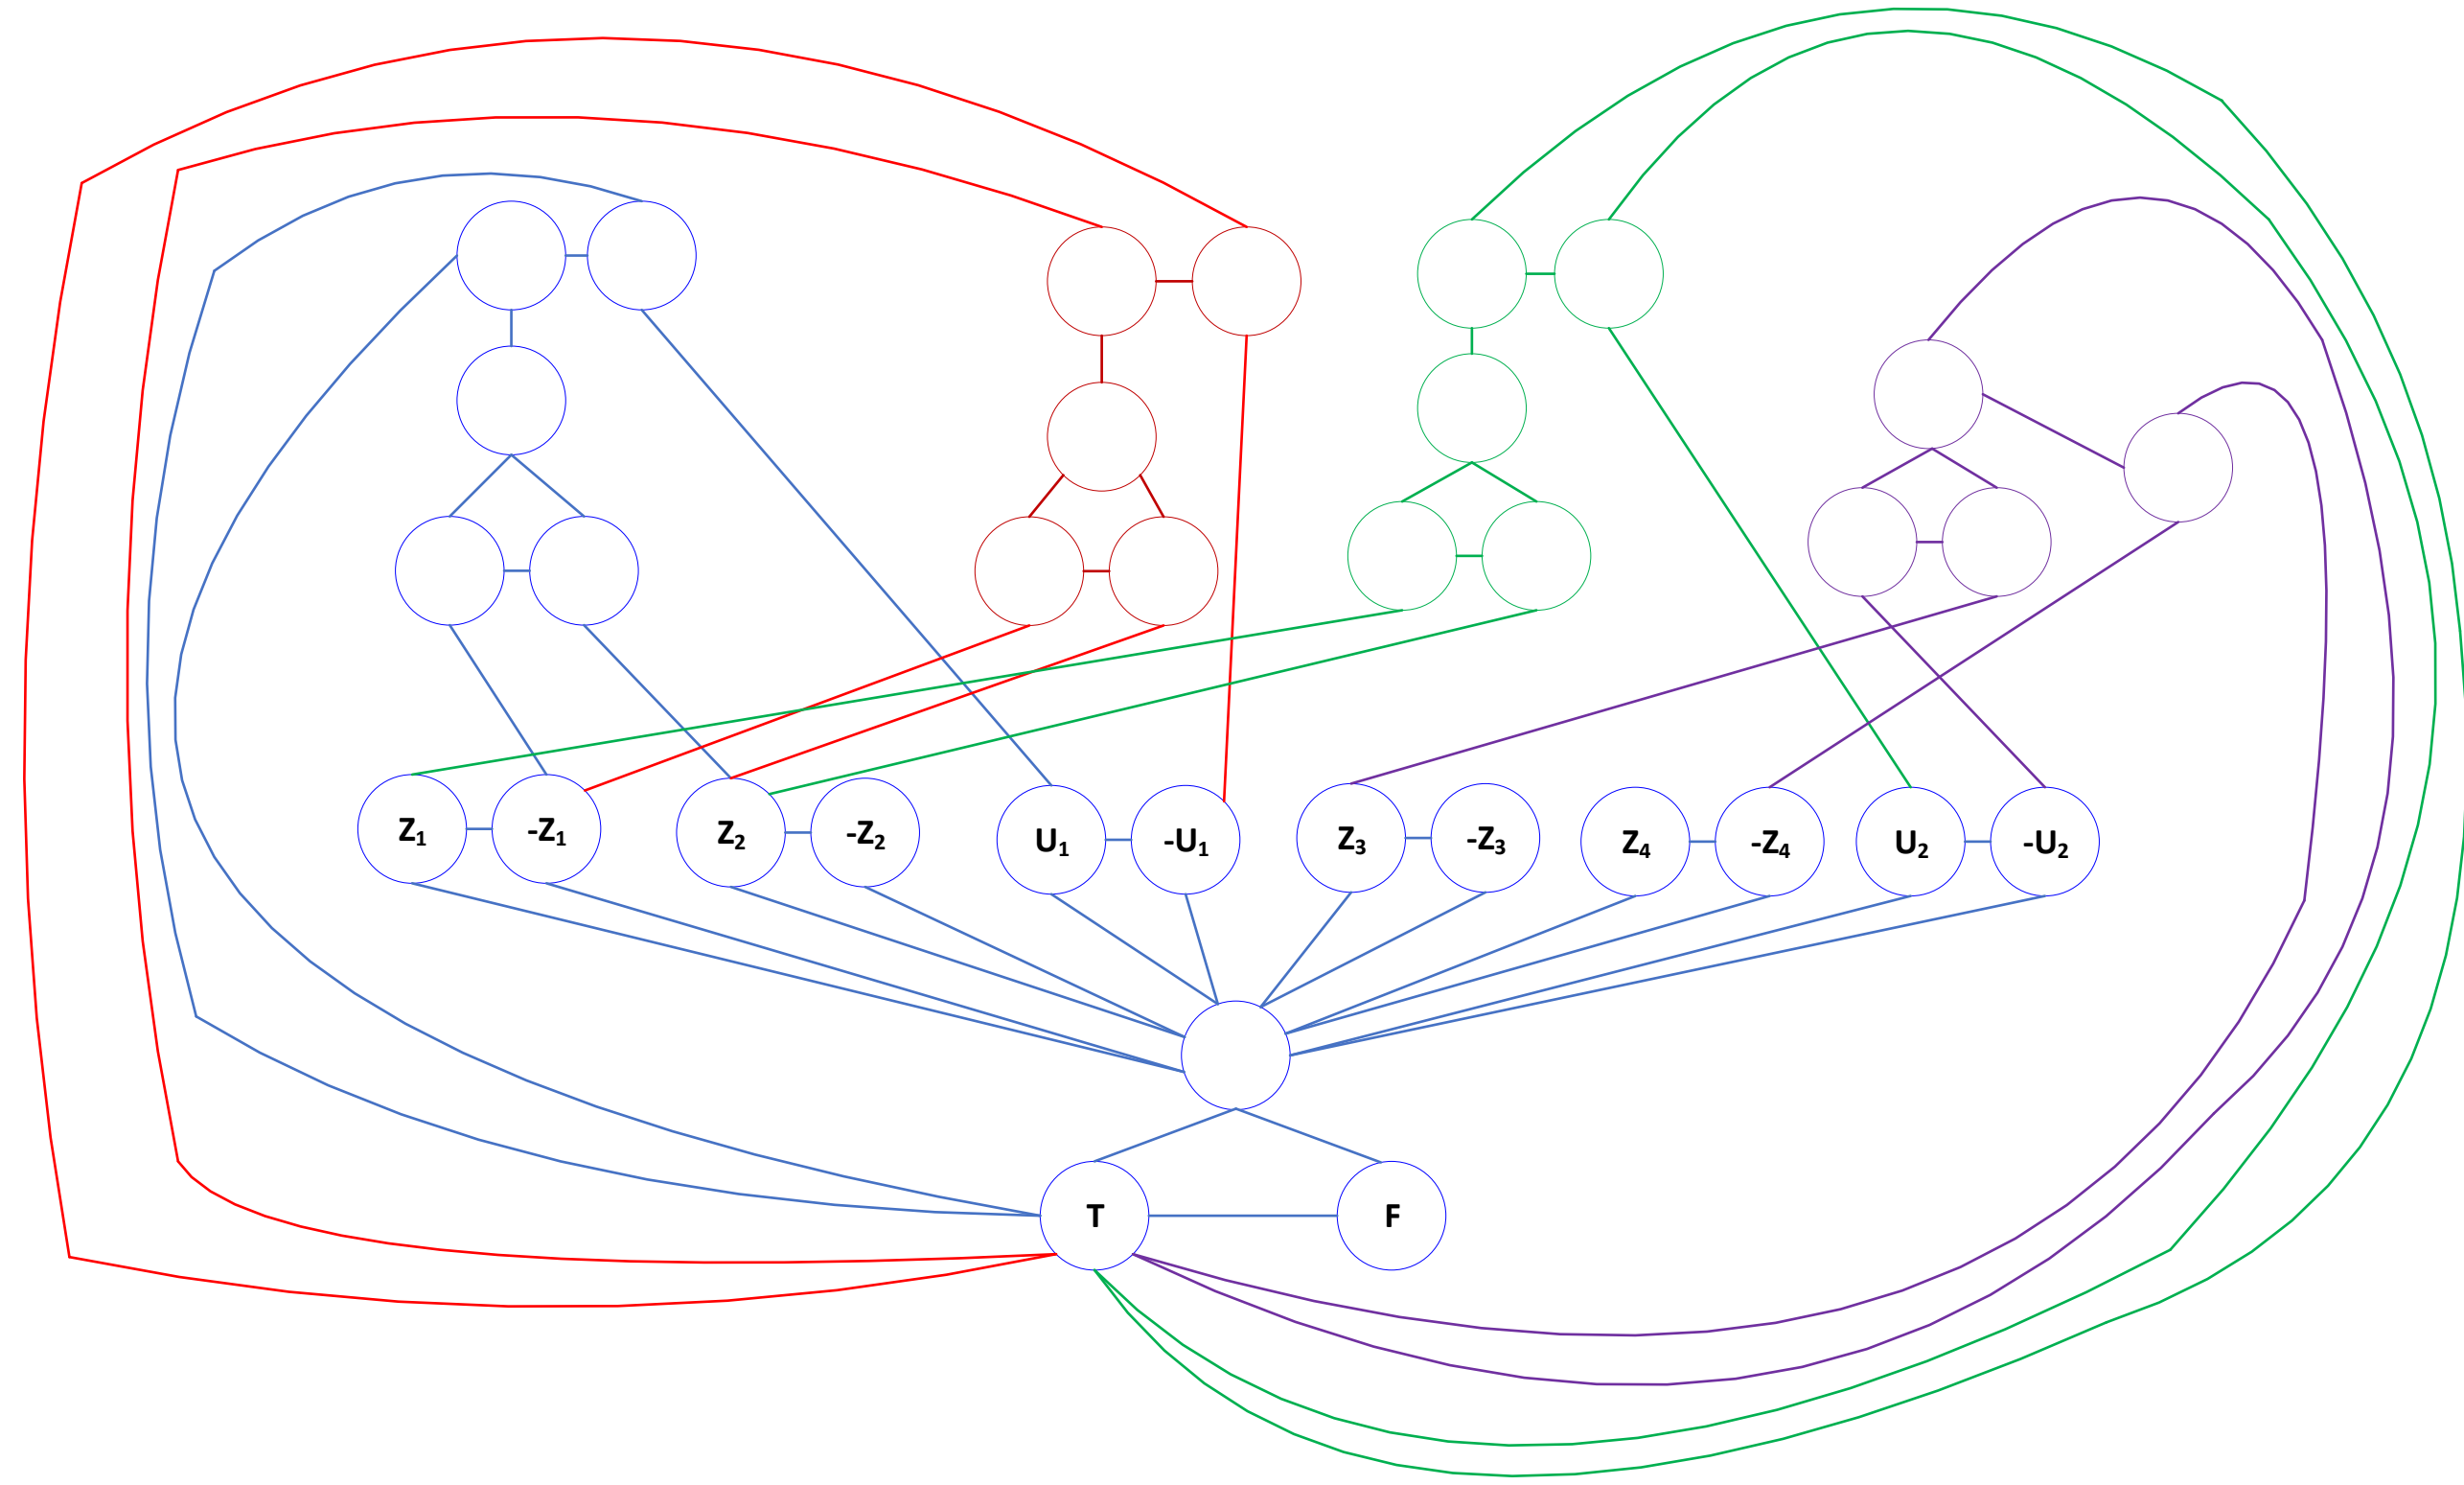 Z₁ -Z₁ Z₂ -Z₂ U₁ -U₁ Z₃ -Z₃ Z₄ -Z₄ U₂ -U₂
T F